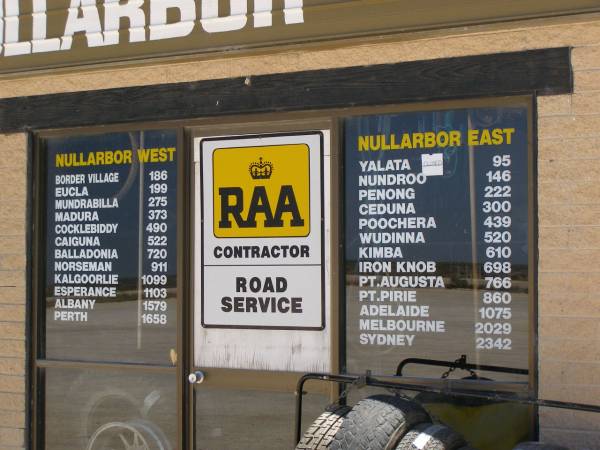 NULLARBOR
NULLARBOR WEST
BORDER VILLAGE 186
EUCLA 199
MUNDRABILLA 275
MADURA 373
COCKLEBIDDY 490
CAIGUNA 522
BALLADONIA 720
NORSEMAN 911
KALGOORLIE 1099
ESPERANCE 1103
ALBANY 1579
PERTH 1658
RAA
CONTRACTOR
ROAD
SERVICE
NULLARBOR EAST
YALATA 95
NUNDROO 146
PENONG 222
CEDUNA 300
POOCHERA 439
WUDINNA 520
KIMBA 610
IRON KNOB 698
PT.AUGUSTA 766
PT.PIRIE 860
ADELAIDE 1075
MELBOURNE 2029
SYDNEY 2342